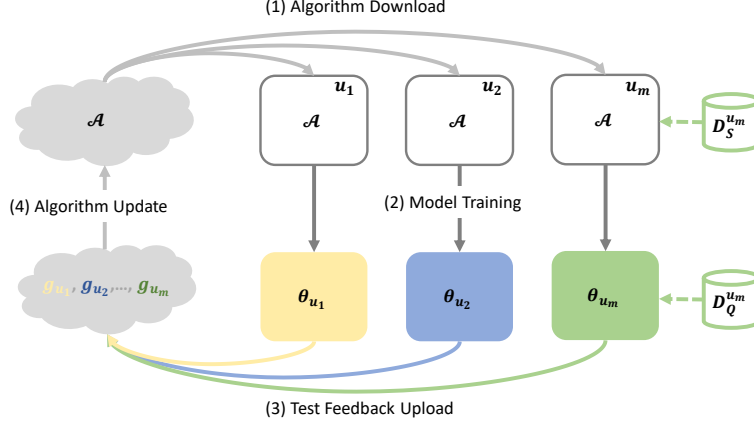 (1) Algorithm Download
𝒜
u₁
𝒜
u₂
𝒜
uₘ
𝒜
D_S^{uₘ}
(4) Algorithm Update
(2) Model Training
g_{u₁}, g_{u₂},..., g_{uₘ}
θ_{u₁}
θ_{u₂}
θ_{uₘ}
D_Q^{uₘ}
(3) Test Feedback Upload